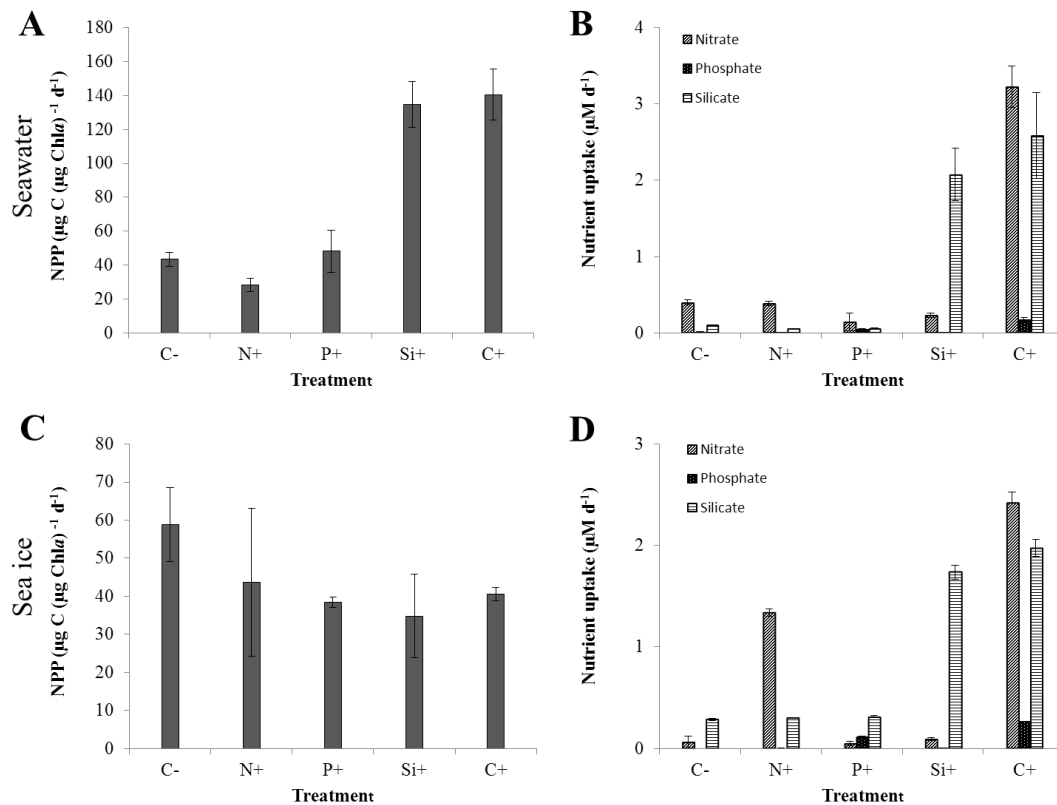 A
Seawater
NPP (µg C (µg Chla) -1 d-1)
180
160
140
120
100
80
60
40
20
0
C- N+ P+ Si+ C+
Treatment
B
Nutrient uptake (µM d-1)
4
3
2
1
0
Nitrate
Phosphate
Silicate
C- N+ P+ Si+ C+
Treatment
C
Sea ice
NPP (µg C (µg Chla) -1 d-1)
80
70
60
50
40
30
20
10
0
C- N+ P+ Si+ C+
Treatment
D
Nutrient uptake (µM d-1)
3
2
1
0
Nitrate
Phosphate
Silicate
C- N+ P+ Si+ C+
Treatment